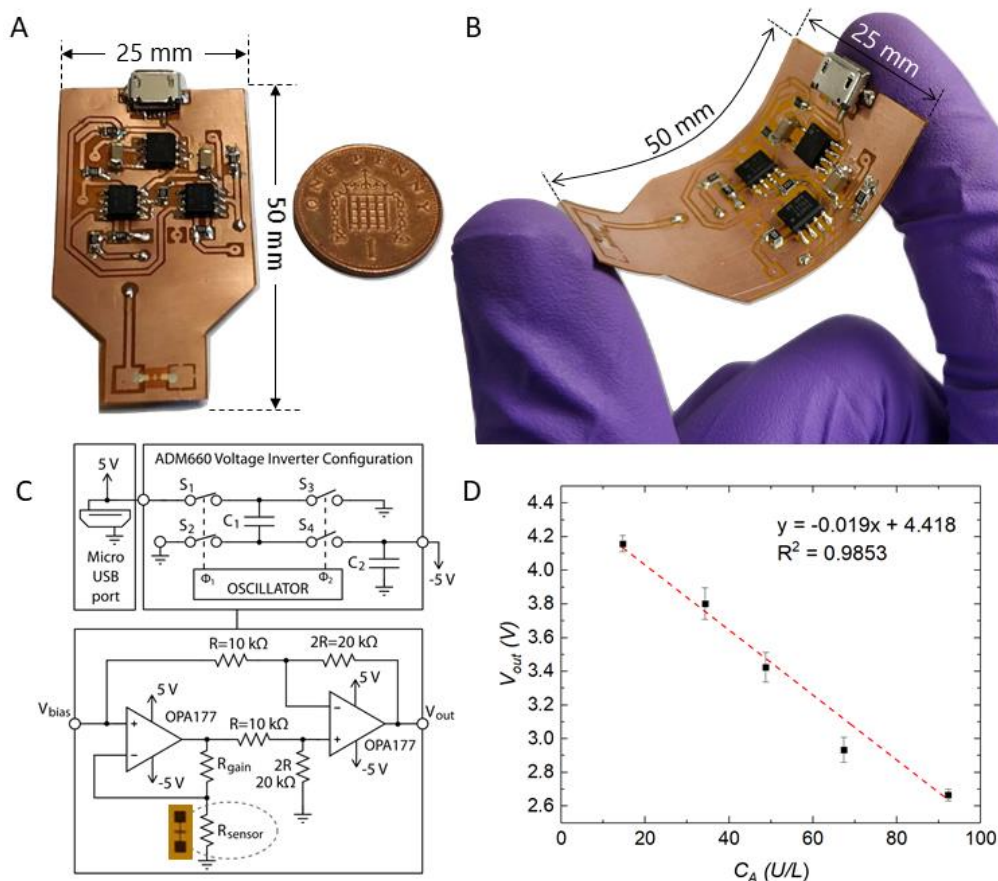 A
25 mm
50 mm
ONE PENNY
1
B
50 mm
25 mm
C
5 V
Micro
USB
port
ADM660 Voltage Inverter Configuration
S1
S3
C1
S2
S4
C2
Φ1
Φ2
OSCILLATOR
-5 V
R=10 kΩ
2R=20 kΩ
5 V
5 V
Vbias
OPA177
Vout
R=10 kΩ
OPA177
-5 V
-5 V
Rgain
2R
20 kΩ
Rsensor
D
y = -0.019x + 4.418
R² = 0.9853
4.4
4.2
4.0
3.8
3.6
3.4
3.2
3.0
2.8
2.6
Vout (V)
0
20
40
60
80
100
CA (U/L)